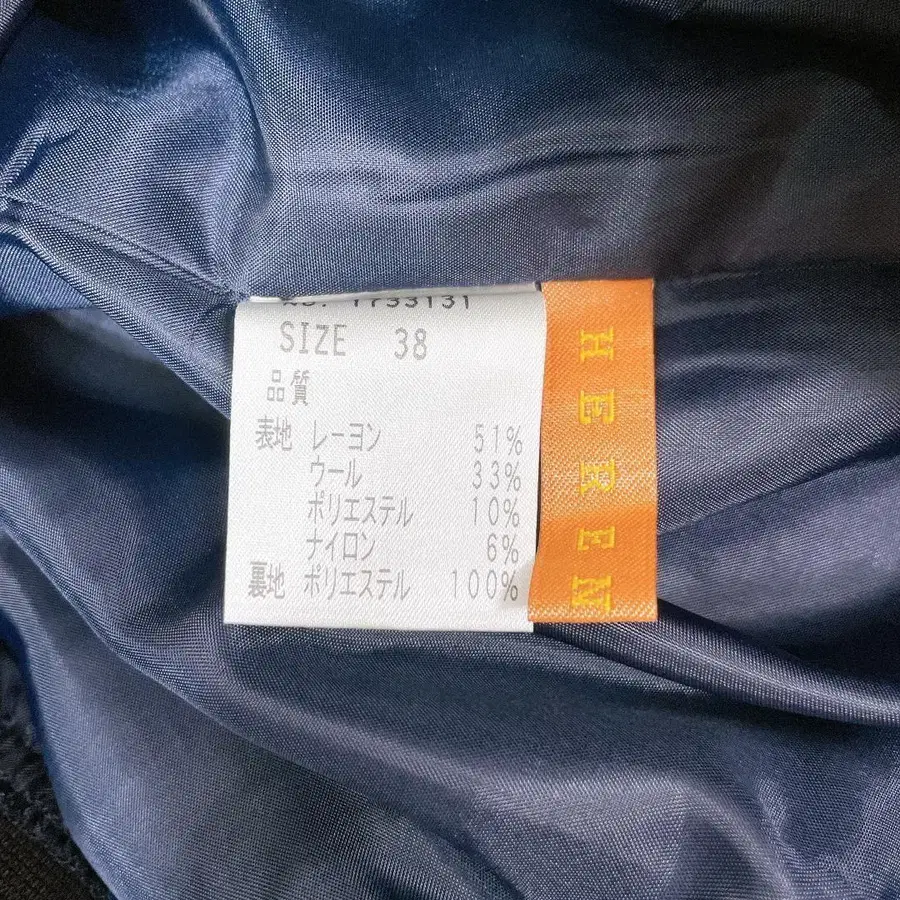 SIZE 38
品質
表地 レーヨン 51%
ウール 33%
ポリエステル 10%
ナイロン 6%
裏地 ポリエステル 100%
HEREN